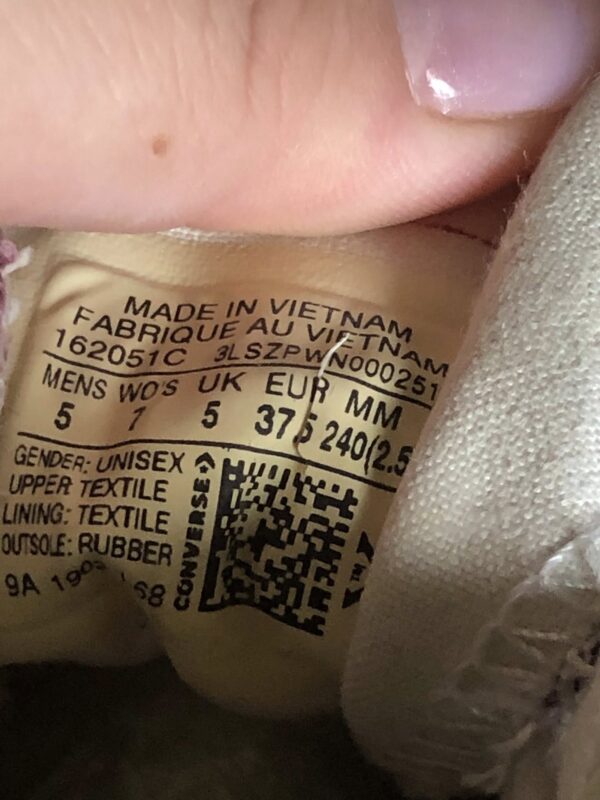 MADE IN VIETNAM
FABRIQUE AU VIETNAM
162051C 3LSZPWN000251
MENS WO'S UK EUR MM
5 7 5 37.5 240(2.5
GENDER: UNISEX
UPPER TEXTILE
LINING: TEXTILE
OUTSOLE: RUBBER
9A
CONVERSE